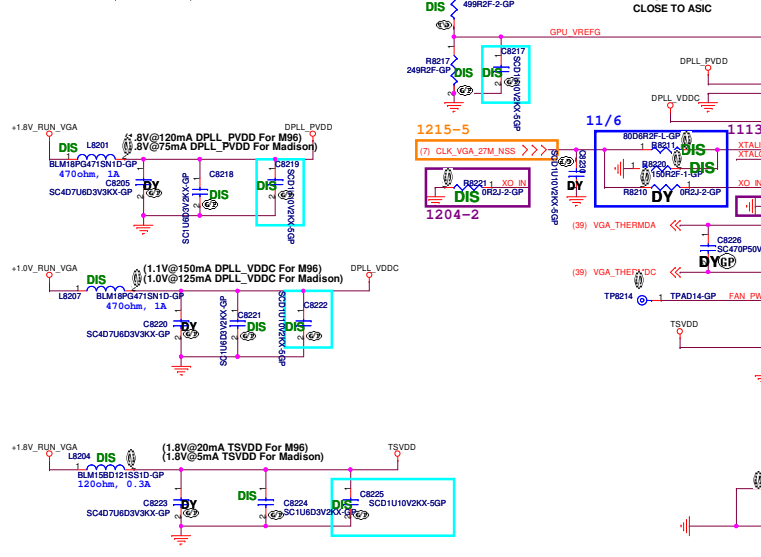 DIS
499R2F-2-GP
CLOSE TO ASIC
GPU_VREFG
R8217
249R2F-GP
DIS
DIS
C8217
SCD1U10V2KX-5GP
1
2
DPLL_PVDD
DPLL_VDDC
+1.8V_RUN_VGA
DIS
L8201
BLM18PG471SN1D-GP
470ohm, 1A
.8V@120mA DPLL_PVDD For M96)
.8V@75mA DPLL_PVDD For Madison)
DPLL_PVDD
C8205
SC4D7U6D3V3KX-GP
DY
C8218
SC1U6D3V2KX-GP
DIS
C8219
DIS
SCD1U10V2KX-5GP
1215-5
(7) CLK_VGA_27M_NSS
11/6
1113
80D6R2F-L-GP
R8211
DIS
R8220
DIS
150R2F-1-GP
R8210
0R2J-2-GP
DY
XTALI
XTALO
XO_IN
C8210
SCD1U10V2KX-5GP
DY
R8221
XO_IN
DIS
0R2J-2-GP
1204-2
(39) VGA_THERMDA
C8226
SC470P50V
DY
GP
(39) VGA_THERMDC
TP8214
1
TPAD14-GP
FAN_PW
TSVDD
+1.0V_RUN_VGA
DIS
L8207
BLM18PG471SN1D-GP
470ohm, 1A
(1.1V@150mA DPLL_VDDC For M96)
(1.0V@125mA DPLL_VDDC For Madison)
DPLL_VDDC
C8220
SC4D7U6D3V3KX-GP
DY
C8221
SC1U6D3V2KX-GP
DIS
C8222
DIS
SCD1U10V2KX-5GP
+1.8V_RUN_VGA
L8204
DIS
BLM15BD121SS1D-GP
120ohm, 0.3A
(1.8V@20mA TSVDD For M96)
(1.8V@5mA TSVDD For Madison)
TSVDD
C8223
SC4D7U6D3V3KX-GP
DY
DIS
C8224
SC1U6D3V2KX-GP
C8225
DIS
SCD1U10V2KX-5GP